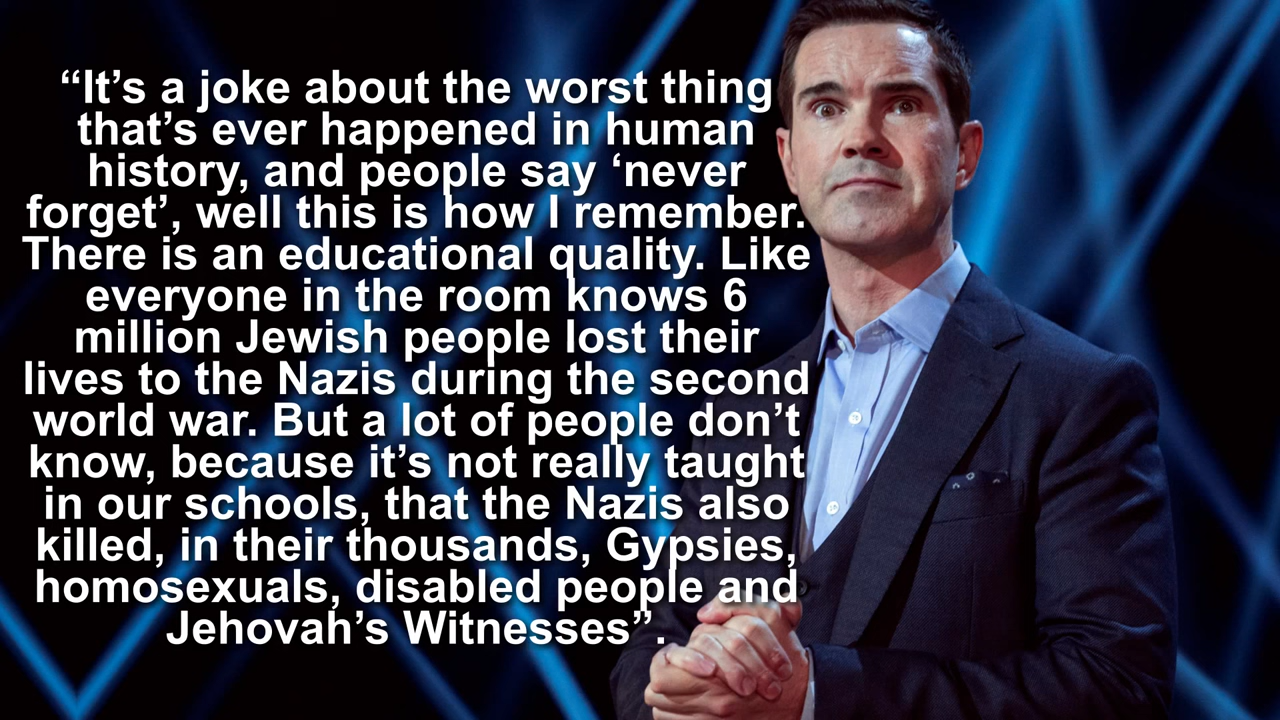 “It’s a joke about the worst thing
that’s ever happened in human
history, and people say ‘never
forget’, well this is how I remember.
There is an educational quality. Like
everyone in the room knows 6
million Jewish people lost their
lives to the Nazis during the second
world war. But a lot of people don’t
know, because it’s not really taught
in our schools, that the Nazis also
killed, in their thousands, Gypsies,
homosexuals, disabled people and
Jehovah’s Witnesses”.